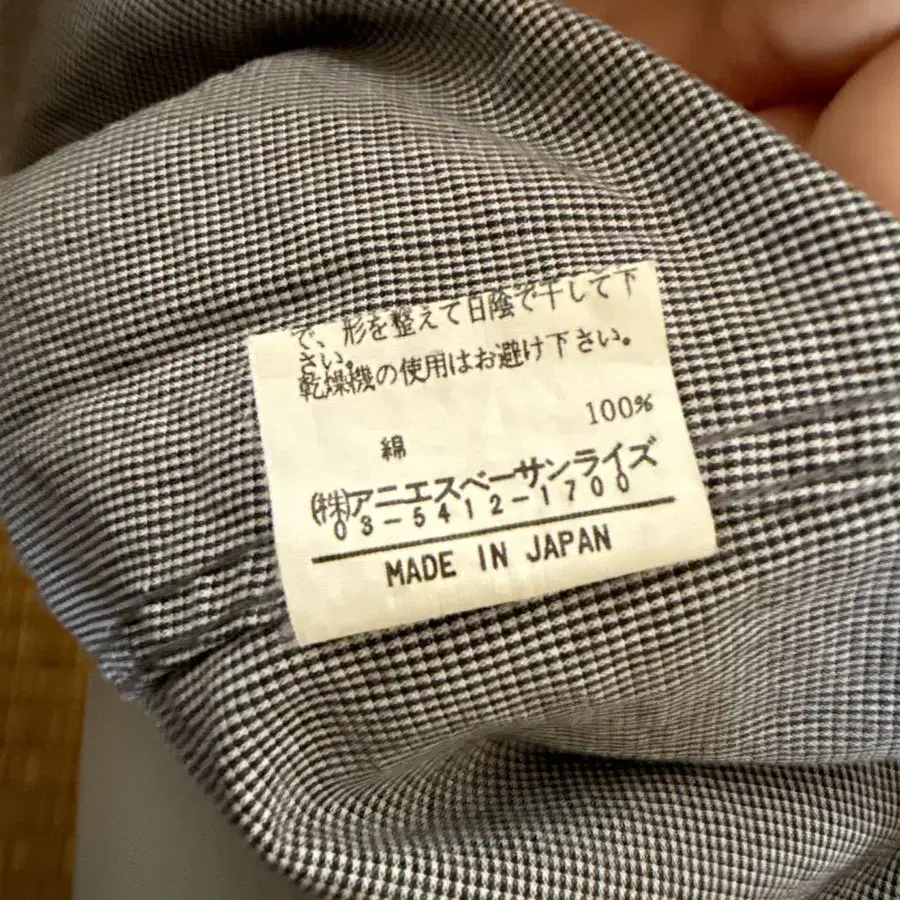 で、形を整えて日陰で干して下
さい。
乾燥機の使用はお避け下さい。
綿 100%
(株)アニエスベーサンライズ
03-5412-1700
MADE IN JAPAN